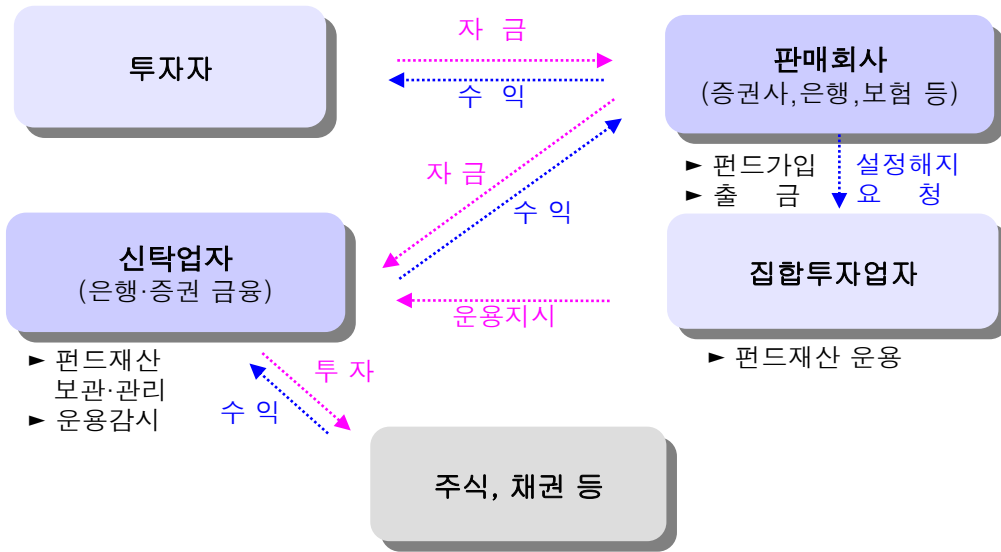 투자자
자 금
수 익
판매회사
(증권사,은행,보험 등)
► 펀드가입
► 출 금
설정해지
요 청
자 금
수 익
신탁업자
(은행·증권 금융)
집합투자업자
운용지시
► 펀드재산
보관·관리
► 운용감시
► 펀드재산 운용
투 자
수 익
주식, 채권 등